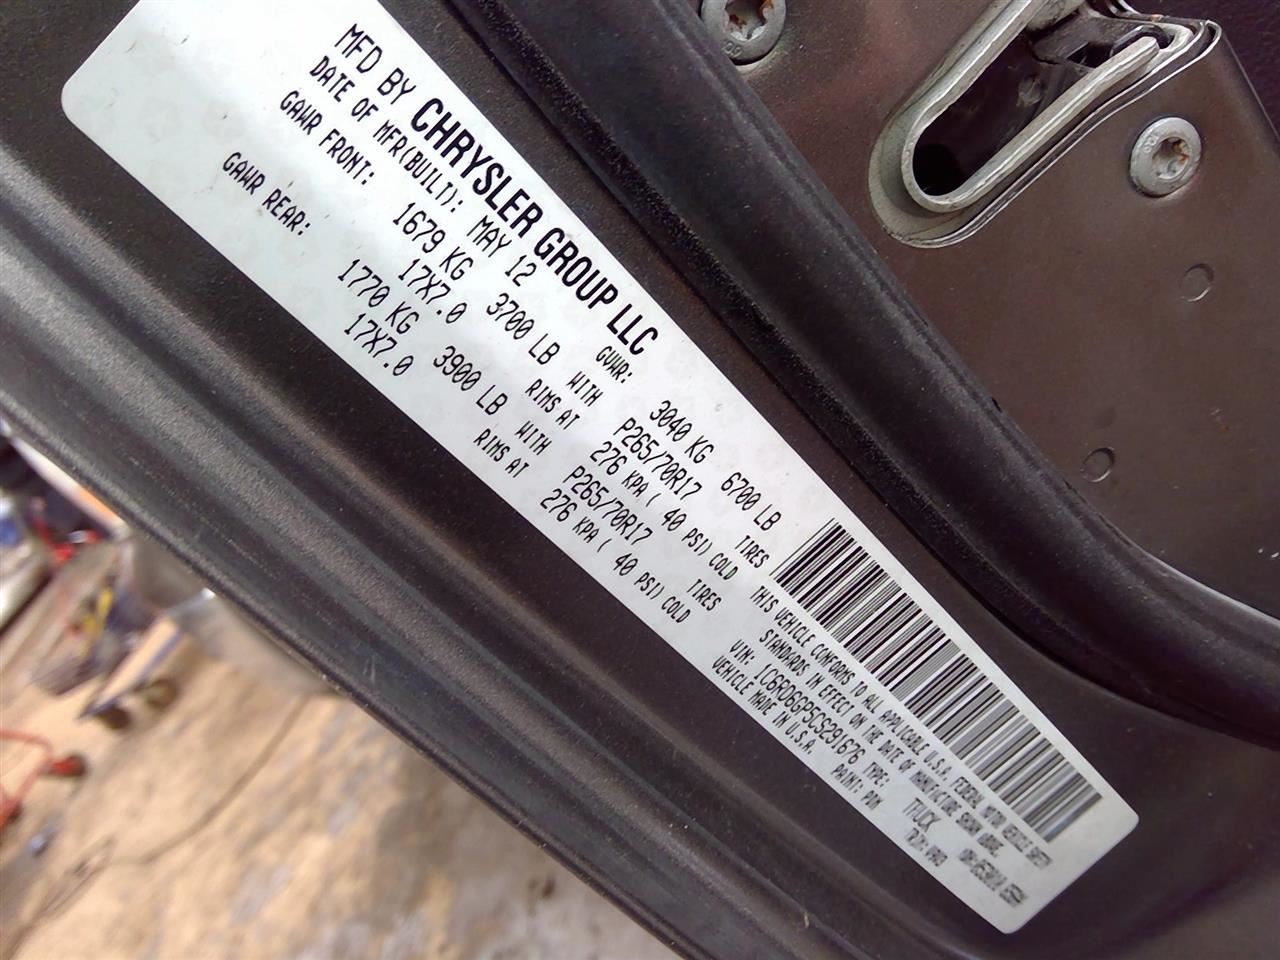 MFD BY CHRYSLER GROUP LLC
DATE OF MFR(BUILT): MAY 12 GVWR: 3040 KG 6700 LB
GAWR FRONT: 1679 KG 3700 LB WITH P265/70R17 TIRES
17X7.0 RIMS AT 276 KPA ( 40 PSI) COLD
GAWR REAR: 1770 KG 3900 LB WITH P265/70R17 TIRES
17X7.0 RIMS AT 276 KPA ( 40 PSI) COLD
THIS VEHICLE CONFORMS TO ALL APPLICABLE U.S.A. FEDERAL MOTOR VEHICLE SAFETY
STANDARDS IN EFFECT ON THE DATE OF MANUFACTURE SHOWN ABOVE.
VIN: 1C6RD6GP5CS291676 TYPE: TRUCK
VEHICLE MADE IN U.S.A. PAINT: PDM TRIM: